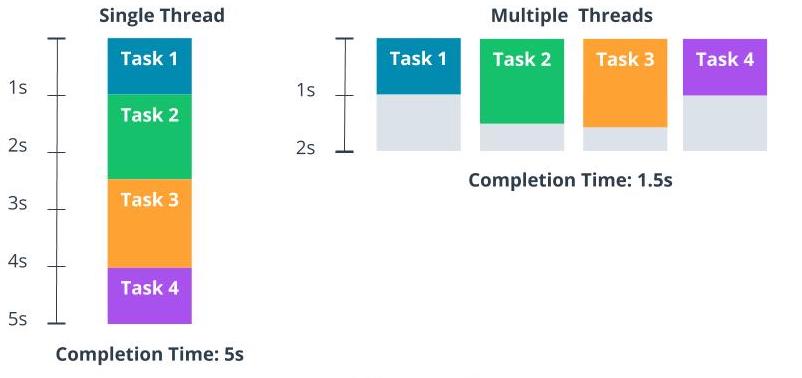 Single Thread
1s
2s
3s
4s
5s
Task 1
Task 2
Task 3
Task 4
Completion Time: 5s
Multiple Threads
1s
2s
Task 1
Task 2
Task 3
Task 4
Completion Time: 1.5s